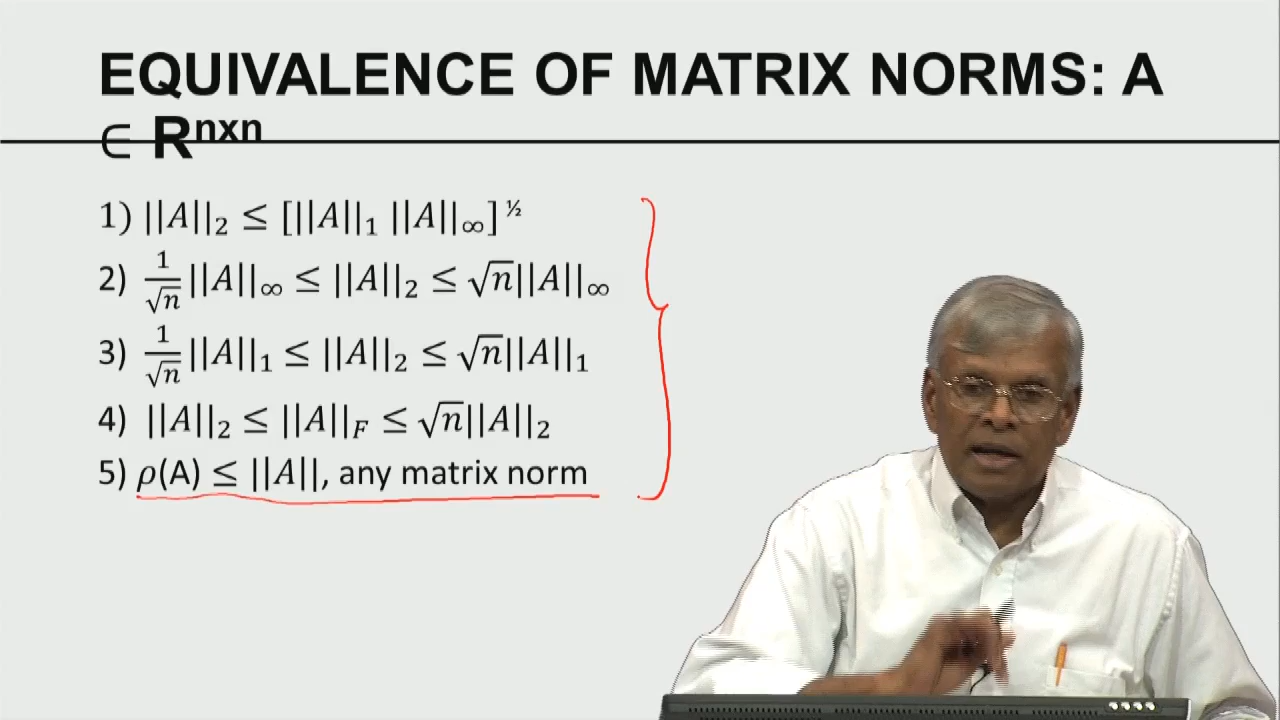 EQUIVALENCE OF MATRIX NORMS: A
∈ Rⁿˣⁿ
1) ||A||₂ ≤ [||A||₁ ||A||∞] ^½
2) 1/√n ||A||∞ ≤ ||A||₂ ≤ √n||A||∞
3) 1/√n ||A||₁ ≤ ||A||₂ ≤ √n||A||₁
4) ||A||₂ ≤ ||A||_F ≤ √n||A||₂
5) ρ(A) ≤ ||A||, any matrix norm